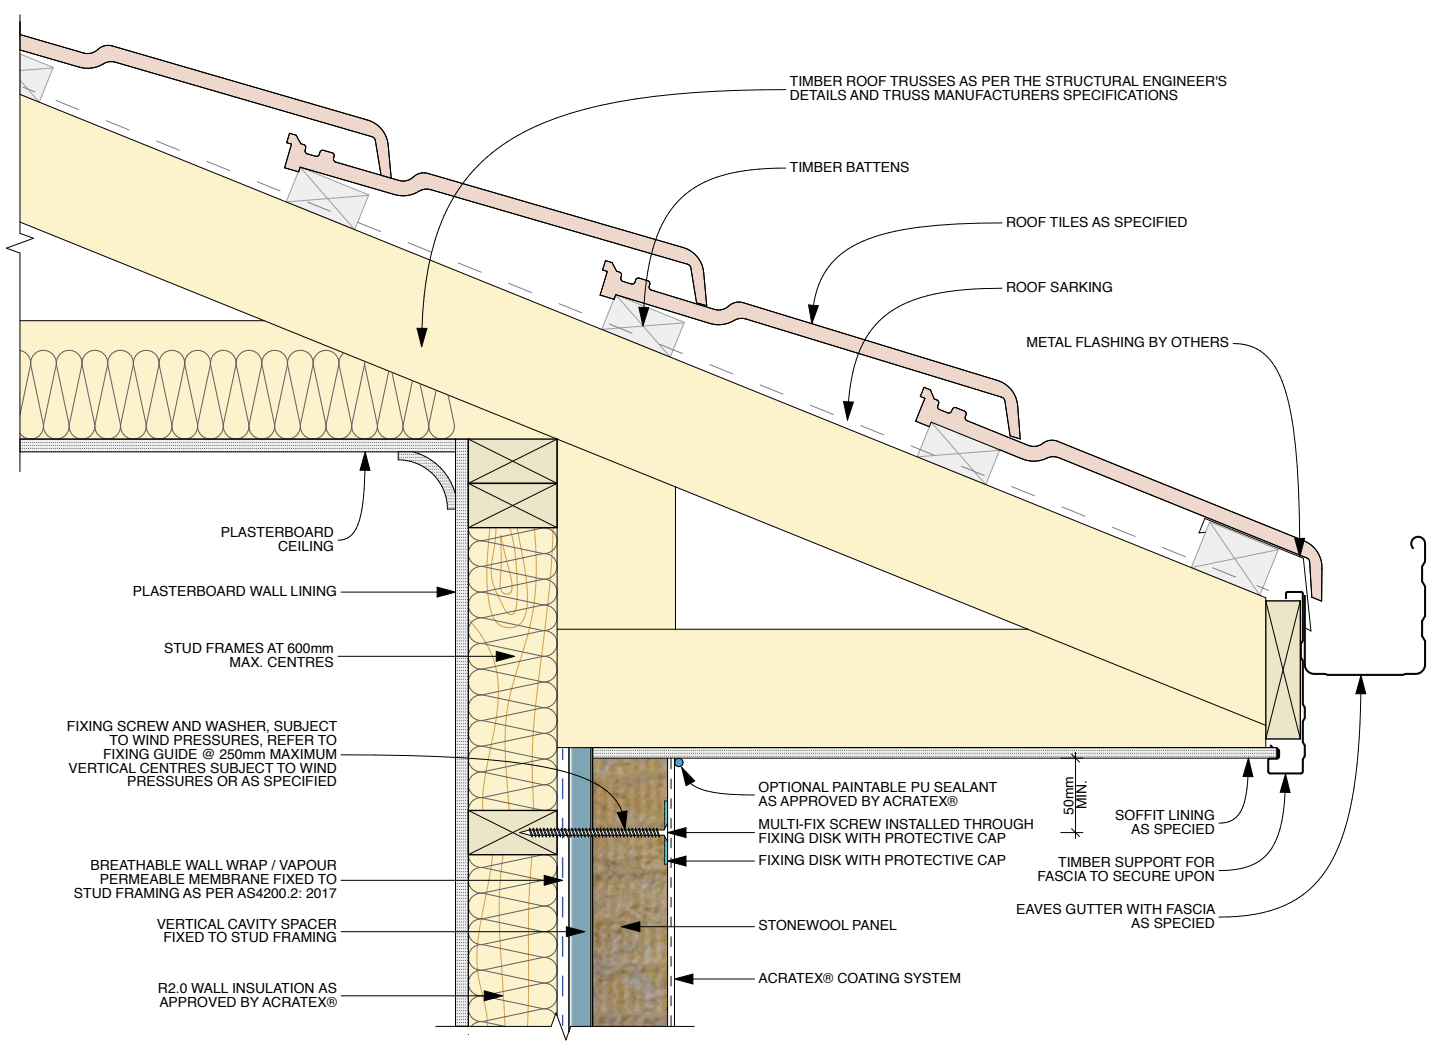 TIMBER ROOF TRUSSES AS PER THE STRUCTURAL ENGINEER'S
DETAILS AND TRUSS MANUFACTURERS SPECIFICATIONS
TIMBER BATTENS
ROOF TILES AS SPECIFIED
ROOF SARKING
METAL FLASHING BY OTHERS
PLASTERBOARD
CEILING
PLASTERBOARD WALL LINING
STUD FRAMES AT 600mm
MAX. CENTRES
FIXING SCREW AND WASHER, SUBJECT
TO WIND PRESSURES, REFER TO
FIXING GUIDE @ 250mm MAXIMUM
VERTICAL CENTRES SUBJECT TO WIND
PRESSURES OR AS SPECIFIED
BREATHABLE WALL WRAP / VAPOUR
PERMEABLE MEMBRANE FIXED TO
STUD FRAMING AS PER AS4200.2: 2017
VERTICAL CAVITY SPACER
FIXED TO STUD FRAMING
R2.0 WALL INSULATION AS
APPROVED BY ACRATEX®
OPTIONAL PAINTABLE PU SEALANT
AS APPROVED BY ACRATEX®
MULTI-FIX SCREW INSTALLED THROUGH
FIXING DISK WITH PROTECTIVE CAP
FIXING DISK WITH PROTECTIVE CAP
STONEWOOL PANEL
ACRATEX® COATING SYSTEM
50mm
MIN.
SOFFIT LINING
AS SPECIED
TIMBER SUPPORT FOR
FASCIA TO SECURE UPON
EAVES GUTTER WITH FASCIA
AS SPECIED